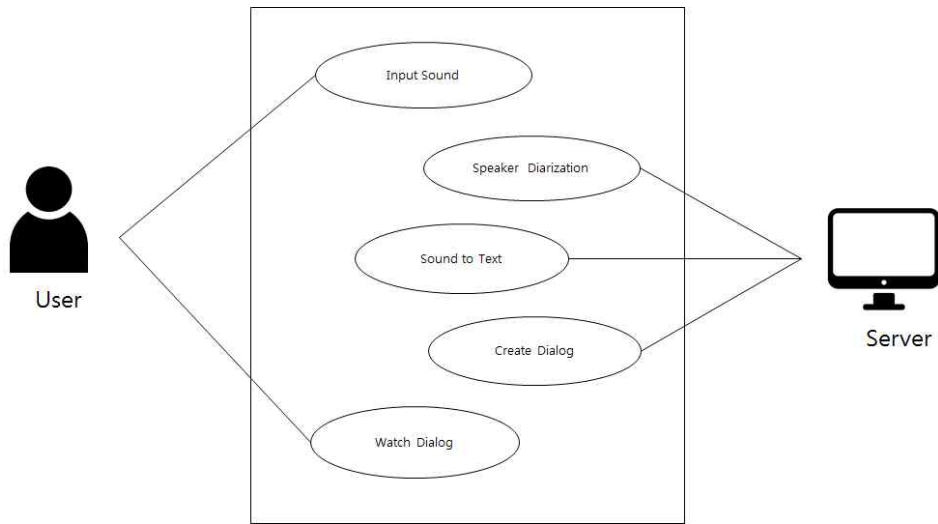 Input Sound
Speaker Diarization
Sound to Text
Create Dialog
Watch Dialog
User
Server